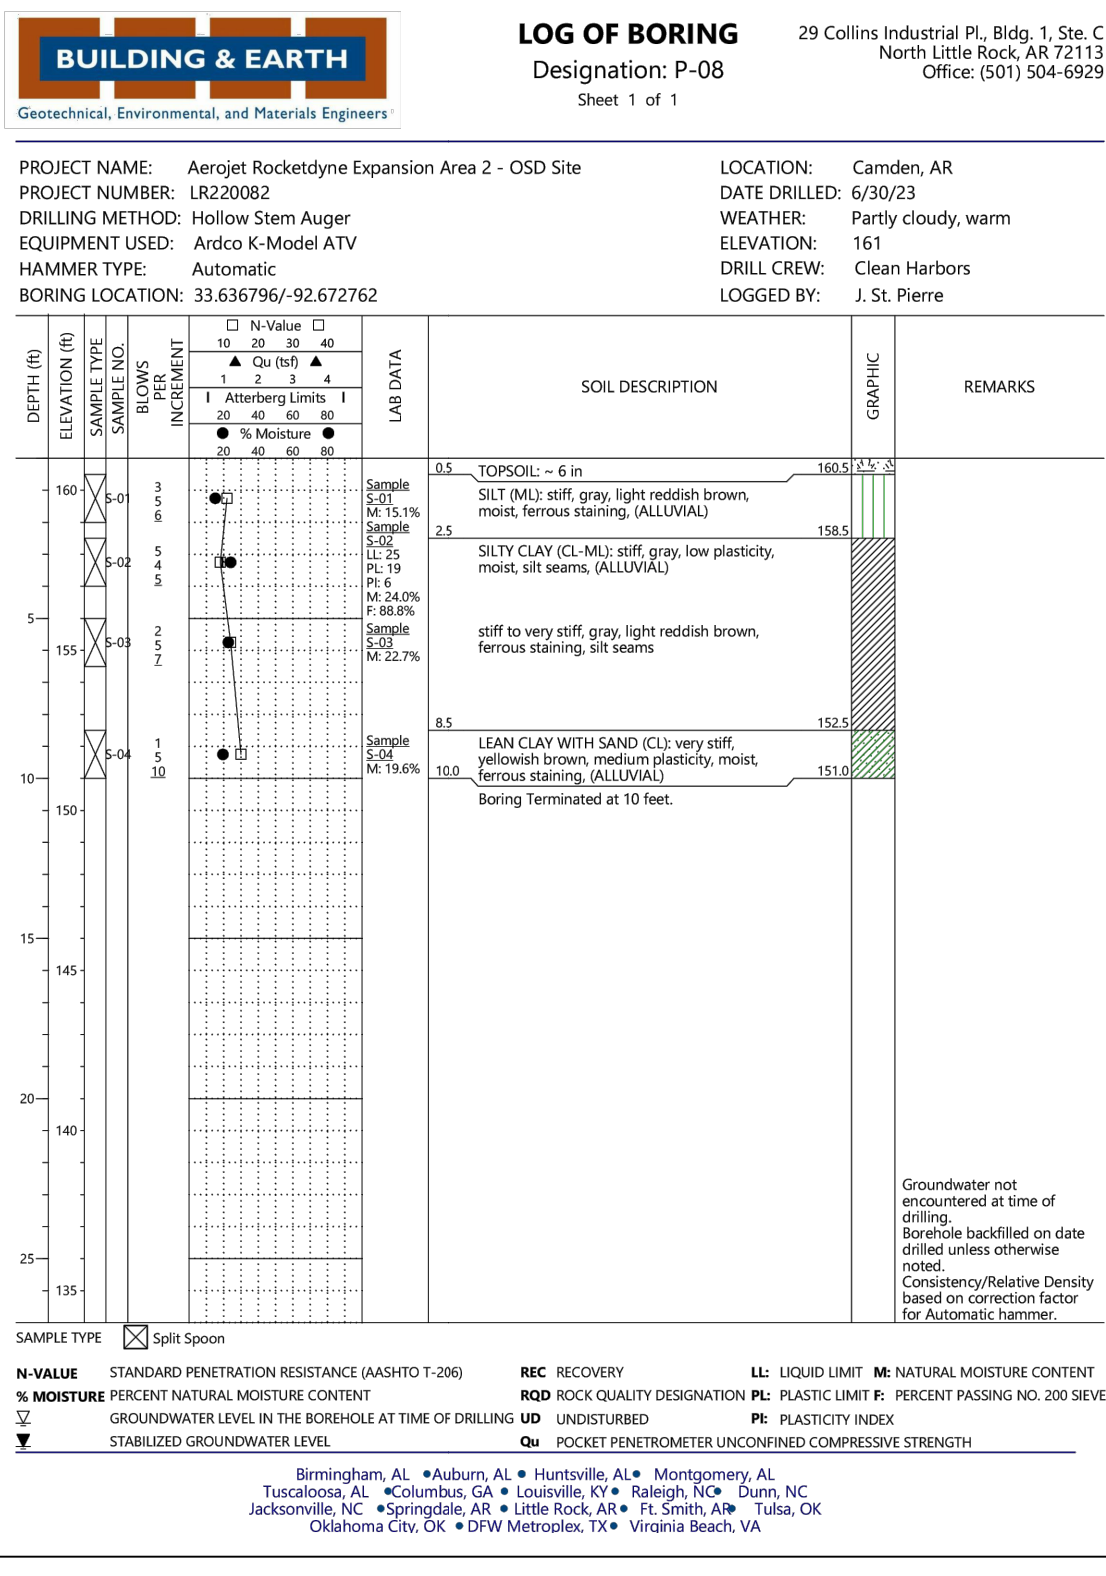 BUILDING & EARTH
Geotechnical, Environmental, and Materials Engineers
LOG OF BORING
Designation: P-08
Sheet 1 of 1
29 Collins Industrial Pl., Bldg. 1, Ste. C
North Little Rock, AR 72113
Office: (501) 504-6929
PROJECT NAME: Aerojet Rocketdyne Expansion Area 2 - OSD Site
PROJECT NUMBER: LR220082
DRILLING METHOD: Hollow Stem Auger
EQUIPMENT USED: Ardco K-Model ATV
HAMMER TYPE: Automatic
BORING LOCATION: 33.636796/-92.672762
LOCATION: Camden, AR
DATE DRILLED: 6/30/23
WEATHER: Partly cloudy, warm
ELEVATION: 161
DRILL CREW: Clean Harbors
LOGGED BY: J. St. Pierre
DEPTH (ft)
ELEVATION (ft)
SAMPLE TYPE
SAMPLE NO.
BLOWS
PER
INCREMENT
N-Value
10 20 30 40
Qu (tsf)
1 2 3 4
Atterberg Limits
20 40 60 80
% Moisture
20 40 60 80
LAB DATA
SOIL DESCRIPTION
GRAPHIC
REMARKS
160
S-01
3
5
6
Sample
S-01
M: 15.1%
0.5 TOPSOIL: ~ 6 in 160.5
SILT (ML): stiff, gray, light reddish brown,
moist, ferrous staining, (ALLUVIAL)
2.5 158.5
S-02
5
4
5
Sample
S-02
LL: 25
PL: 19
PI: 6
M: 24.0%
F: 88.8%
SILTY CLAY (CL-ML): stiff, gray, low plasticity,
moist, silt seams, (ALLUVIAL)
5
155
S-03
2
5
7
Sample
S-03
M: 22.7%
stiff to very stiff, gray, light reddish brown,
ferrous staining, silt seams
8.5 152.5
S-04
1
5
10
Sample
S-04
M: 19.6%
LEAN CLAY WITH SAND (CL): very stiff,
yellowish brown, medium plasticity, moist,
ferrous staining, (ALLUVIAL)
10.0 151.0
10
Boring Terminated at 10 feet.
150
15
145
20
140
25
135
Groundwater not
encountered at time of
drilling.
Borehole backfilled on date
drilled unless otherwise
noted.
Consistency/Relative Density
based on correction factor
for Automatic hammer.
SAMPLE TYPE Split Spoon
N-VALUE STANDARD PENETRATION RESISTANCE (AASHTO T-206) REC RECOVERY LL: LIQUID LIMIT M: NATURAL MOISTURE CONTENT
% MOISTURE PERCENT NATURAL MOISTURE CONTENT RQD ROCK QUALITY DESIGNATION PL: PLASTIC LIMIT F: PERCENT PASSING NO. 200 SIEVE
GROUNDWATER LEVEL IN THE BOREHOLE AT TIME OF DRILLING UD UNDISTURBED PI: PLASTICITY INDEX
STABILIZED GROUNDWATER LEVEL Qu POCKET PENETROMETER UNCONFINED COMPRESSIVE STRENGTH
Birmingham, AL • Auburn, AL • Huntsville, AL • Montgomery, AL
Tuscaloosa, AL • Columbus, GA • Louisville, KY • Raleigh, NC • Dunn, NC
Jacksonville, NC • Springdale, AR • Little Rock, AR • Ft. Smith, AR • Tulsa, OK
Oklahoma City, OK • DFW Metroplex, TX • Virginia Beach, VA